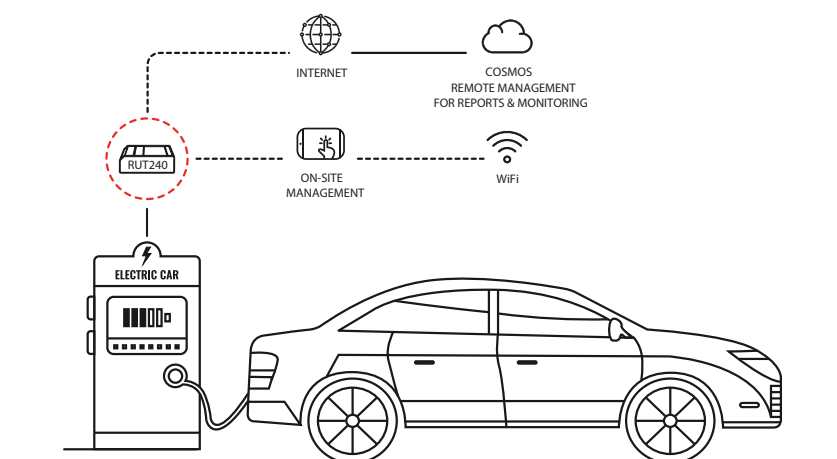 INTERNET
COSMOS
REMOTE MANAGEMENT
FOR REPORTS & MONITORING
RUT240
ON-SITE
MANAGEMENT
WiFi
ELECTRIC CAR